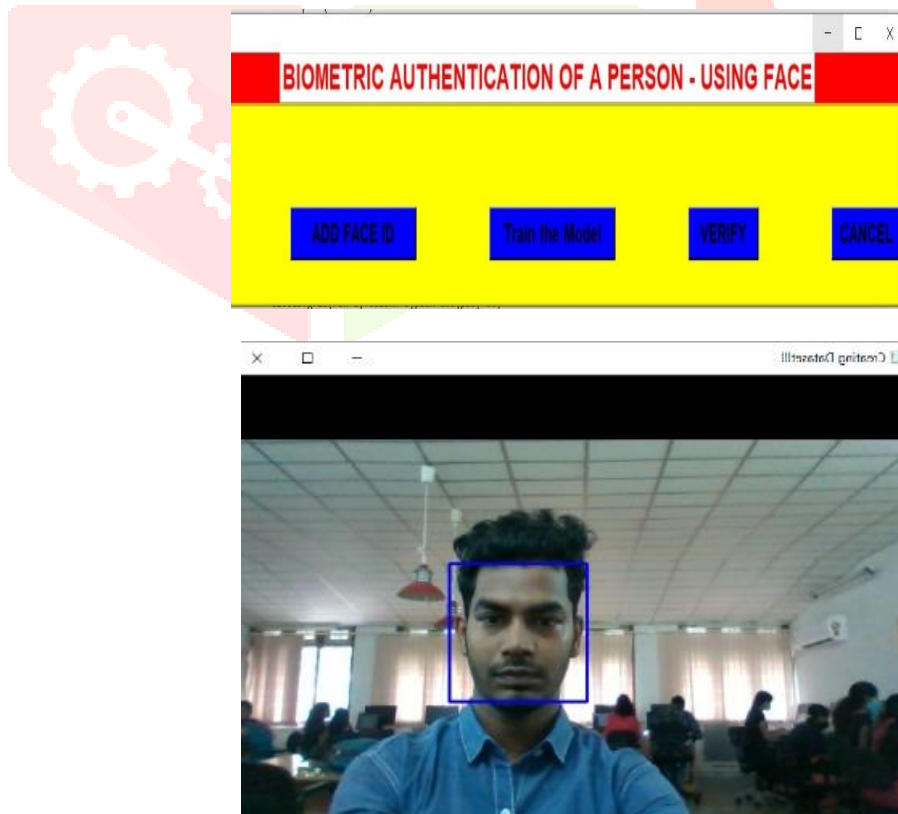 BIOMETRIC AUTHENTICATION OF A PERSON - USING FACE
ADD FACE ID Train the Model VERIFY CANCEL
Creating Dataset!!!